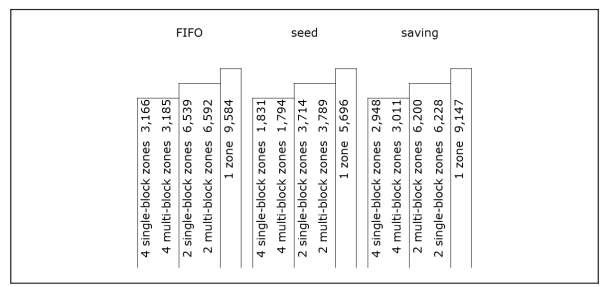 FIFO
seed
saving
4 single-block zones 3,166
4 multi-block zones 3,185
2 single-block zones 6,539
2 multi-block zones 6,592
1 zone 9,584
4 single-block zones 1,831
4 multi-block zones 1,794
2 single-block zones 3,714
2 multi-block zones 3,789
1 zone 5,696
4 single-block zones 2,948
4 multi-block zones 3,011
2 multi-block zones 6,200
2 single-block zones 6,228
1 zone 9,147